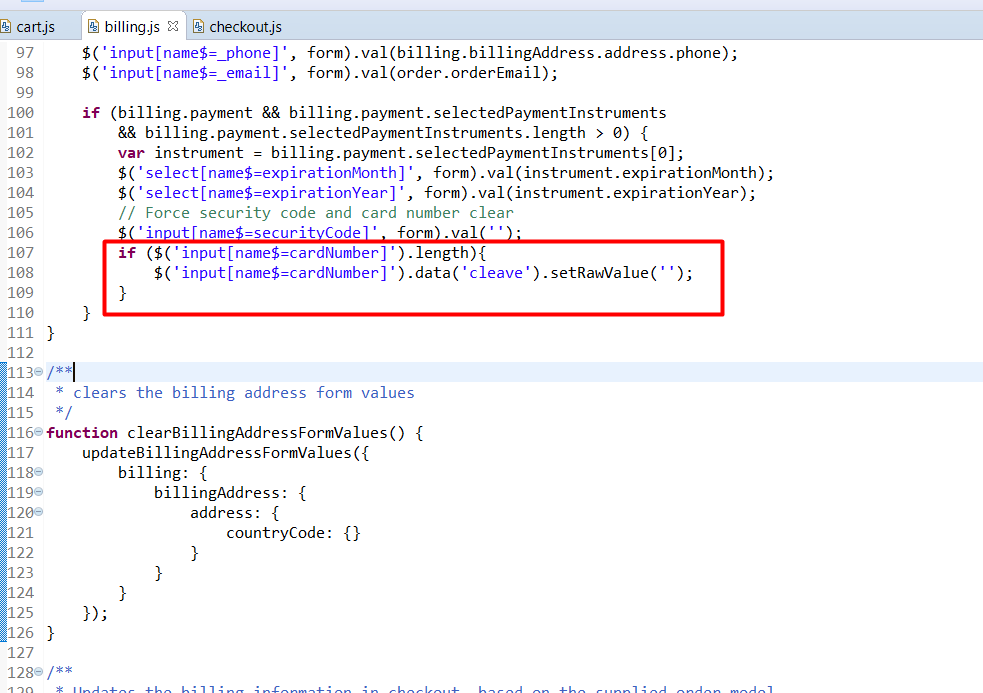 cart.js billing.js checkout.js
97 $('input[name$=_phone]', form).val(billing.billingAddress.address.phone);
98 $('input[name$=_email]', form).val(order.orderEmail);
99
100 if (billing.payment && billing.payment.selectedPaymentInstruments
101 && billing.payment.selectedPaymentInstruments.length > 0) {
102 var instrument = billing.payment.selectedPaymentInstruments[0];
103 $('select[name$=expirationMonth]', form).val(instrument.expirationMonth);
104 $('select[name$=expirationYear]', form).val(instrument.expirationYear);
105 // Force security code and card number clear
106 $('input[name$=securityCode]', form).val('');
107 if ($('input[name$=cardNumber]').length){
108 $('input[name$=cardNumber]').data('cleave').setRawValue('');
109 }
110 }
111 }
112
113 /**
114 * clears the billing address form values
115 */
116 function clearBillingAddressFormValues() {
117 updateBillingAddressFormValues({
118 billing: {
119 billingAddress: {
120 address: {
121 countryCode: {}
122 }
123 }
124 }
125 });
126 }
127
128 /**
129 * Updates the billing information in checkout, based on the supplied order model